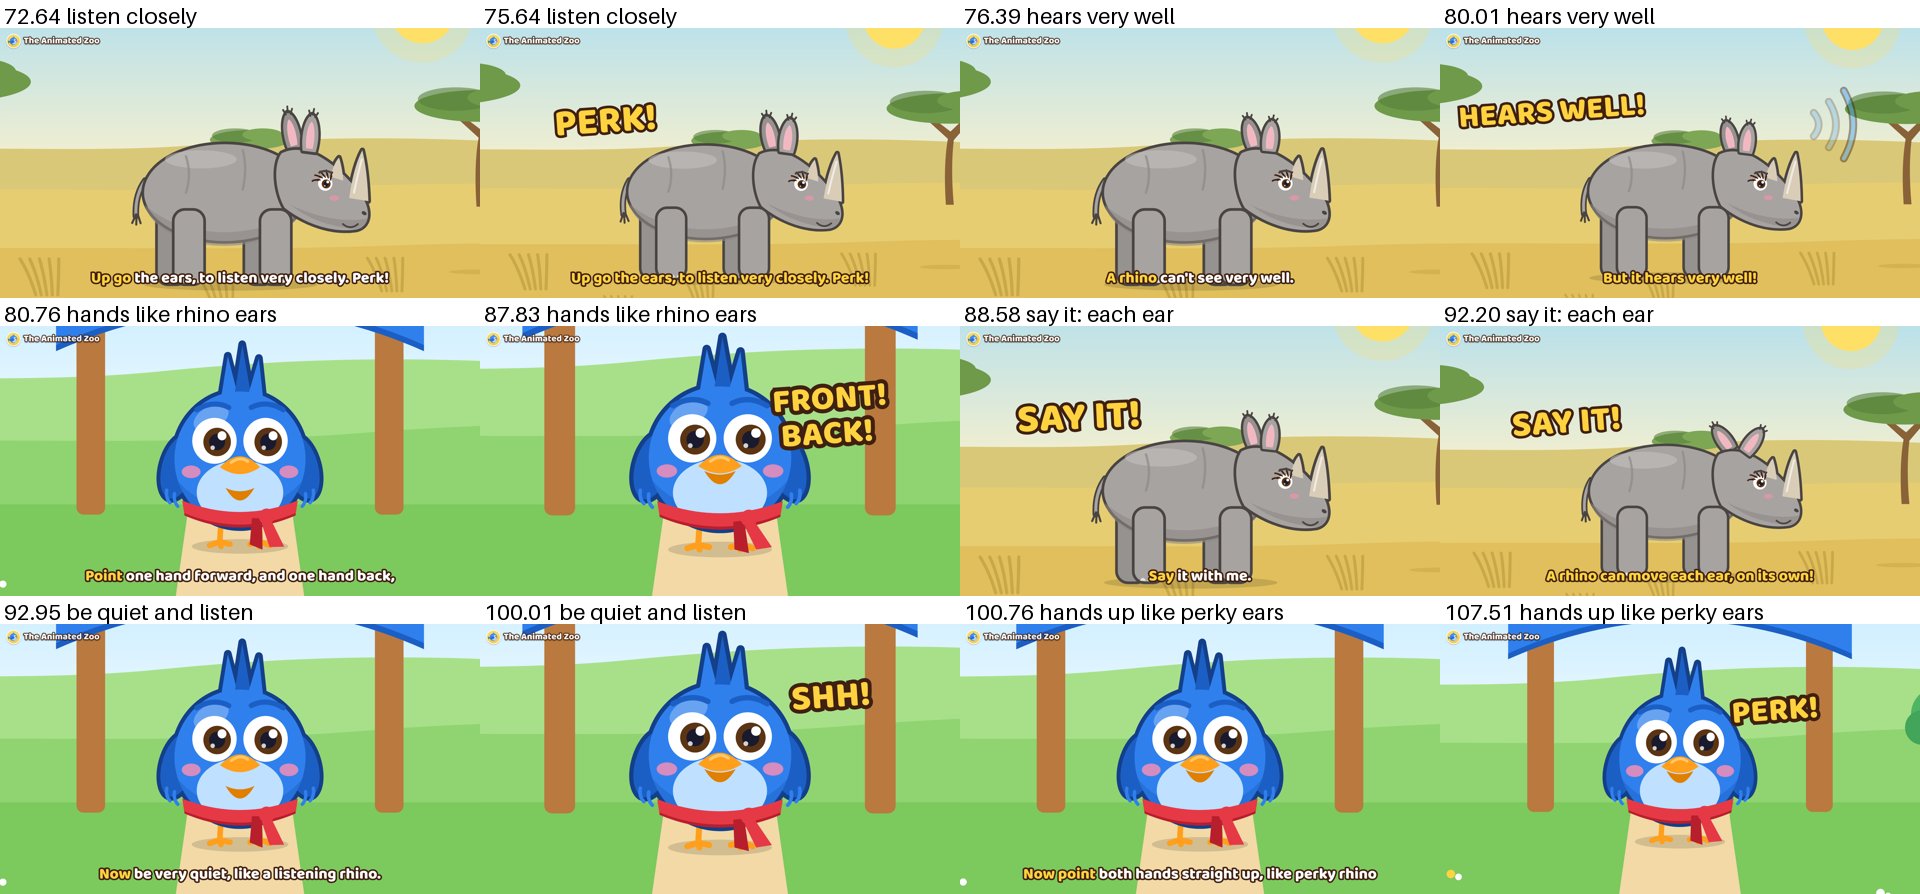 72.64 listen closely
75.64 listen closely
76.39 hears very well
80.01 hears very well
The Animated Zoo
The Animated Zoo
The Animated Zoo
The Animated Zoo
PERK!
HEARS WELL!
Up go the ears, to listen very closely. Perk!
Up go the ears, to listen very closely. Perk!
A rhino can't see very well.
But it hears very well!
80.76 hands like rhino ears
87.83 hands like rhino ears
88.58 say it: each ear
92.20 say it: each ear
The Animated Zoo
The Animated Zoo
The Animated Zoo
The Animated Zoo
FRONT!
BACK!
SAY IT!
SAY IT!
Point one hand forward, and one hand back,
Say it with me.
A rhino can move each ear, on its own!
92.95 be quiet and listen
100.01 be quiet and listen
100.76 hands up like perky ears
107.51 hands up like perky ears
The Animated Zoo
The Animated Zoo
The Animated Zoo
The Animated Zoo
SHH!
PERK!
Now be very quiet, like a listening rhino.
Now point both hands straight up, like perky rhino